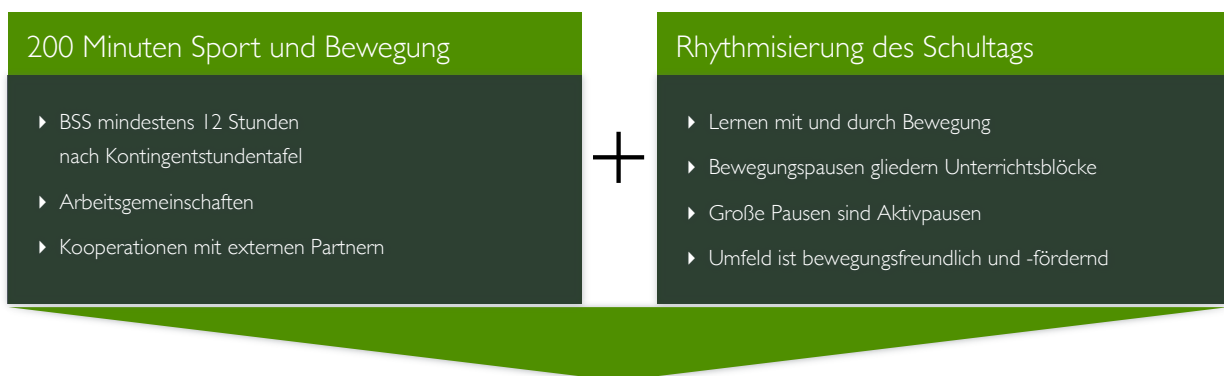 200 Minuten Sport und Bewegung
BSS mindestens 12 Stunden
nach Kontingentstundentafel
Arbeitsgemeinschaften
Kooperationen mit externen Partnern
+
Rhythmisierung des Schultags
Lernen mit und durch Bewegung
Bewegungspausen gliedern Unterrichtsblöcke
Große Pausen sind Aktivpausen
Umfeld ist bewegungsfreundlich und -fördernd